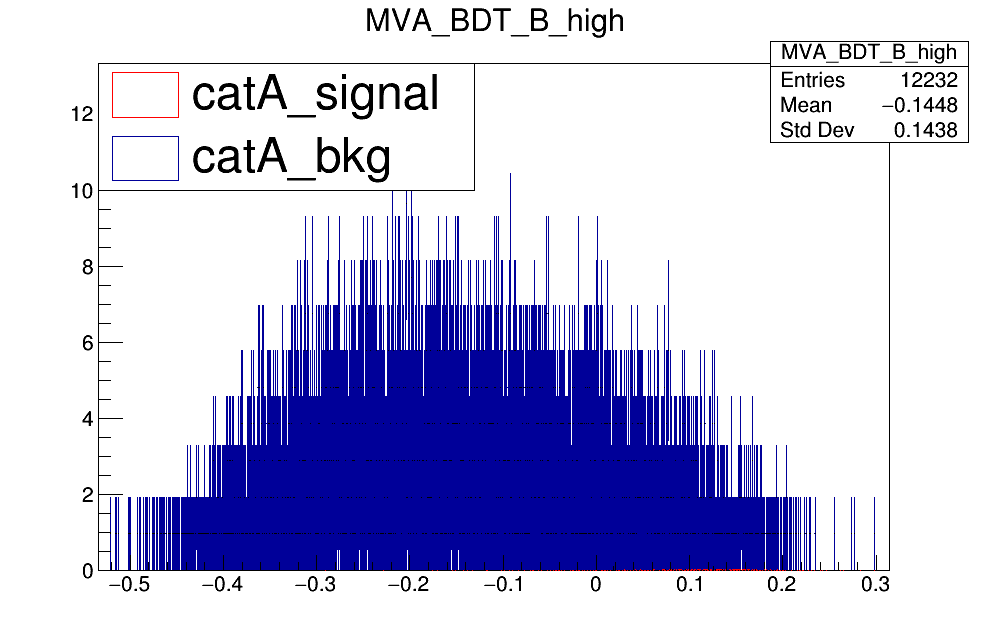 MVA_BDT_B_high
catA_signal
catA_bkg
MVA_BDT_B_high
Entries 12232
Mean −0.1448
Std Dev 0.1438
12
10
8
6
4
2
0
−0.5 −0.4 −0.3 −0.2 −0.1 0 0.1 0.2 0.3